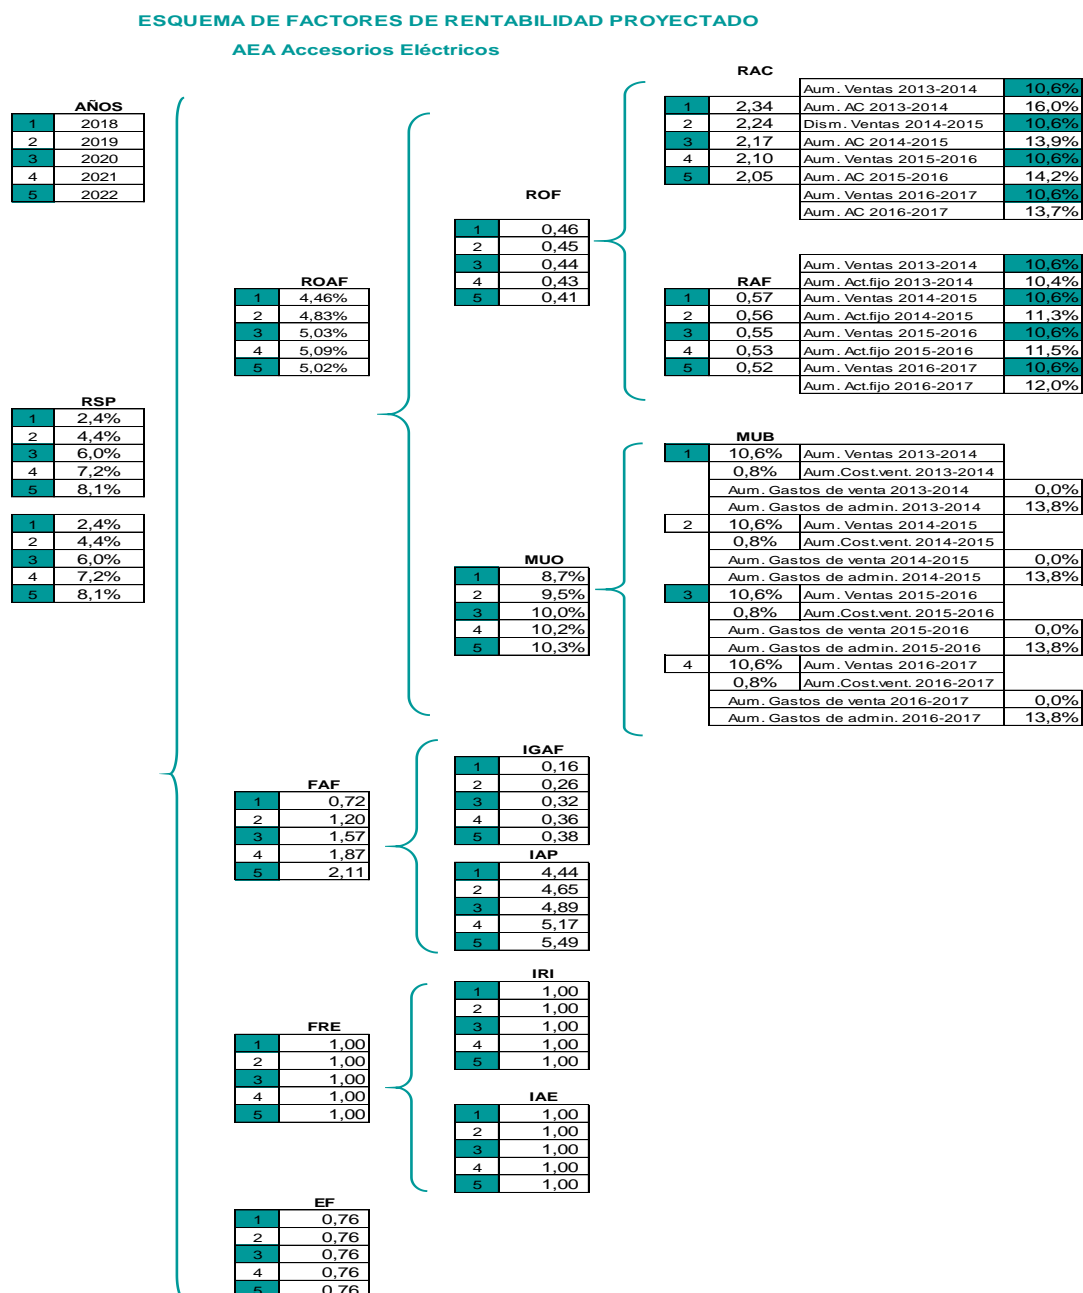 ESQUEMA DE FACTORES DE RENTABILIDAD PROYECTADO
AEA Accesorios Eléctricos
AÑOS
1 2018
2 2019
3 2020
4 2021
5 2022
RSP
1 2,4%
2 4,4%
3 6,0%
4 7,2%
5 8,1%
1 2,4%
2 4,4%
3 6,0%
4 7,2%
5 8,1%
ROAF
1 4,46%
2 4,83%
3 5,03%
4 5,09%
5 5,02%
ROF
1 0,46
2 0,45
3 0,44
4 0,43
5 0,41
RAC
Aum. Ventas 2013-2014 10,6%
1 2,34 Aum. AC 2013-2014 16,0%
2 2,24 Dism. Ventas 2014-2015 10,6%
3 2,17 Aum. AC 2014-2015 13,9%
4 2,10 Aum. Ventas 2015-2016 10,6%
5 2,05 Aum. AC 2015-2016 14,2%
Aum. Ventas 2016-2017 10,6%
Aum. AC 2016-2017 13,7%
Aum. Ventas 2013-2014 10,6%
RAF Aum. Act.fijo 2013-2014 10,4%
1 0,57 Aum. Ventas 2014-2015 10,6%
2 0,56 Aum. Act.fijo 2014-2015 11,3%
3 0,55 Aum. Ventas 2015-2016 10,6%
4 0,53 Aum. Act.fijo 2015-2016 11,5%
5 0,52 Aum. Ventas 2016-2017 10,6%
Aum. Act.fijo 2016-2017 12,0%
MUO
1 8,7%
2 9,5%
3 10,0%
4 10,2%
5 10,3%
MUB
1 10,6% Aum. Ventas 2013-2014
0,8% Aum.Cost.vent. 2013-2014
Aum. Gastos de venta 2013-2014 0,0%
Aum. Gastos de admin. 2013-2014 13,8%
2 10,6% Aum. Ventas 2014-2015
0,8% Aum.Cost.vent. 2014-2015
Aum. Gastos de venta 2014-2015 0,0%
Aum. Gastos de admin. 2014-2015 13,8%
3 10,6% Aum. Ventas 2015-2016
0,8% Aum.Cost.vent. 2015-2016
Aum. Gastos de venta 2015-2016 0,0%
Aum. Gastos de admin. 2015-2016 13,8%
4 10,6% Aum. Ventas 2016-2017
0,8% Aum.Cost.vent. 2016-2017
Aum. Gastos de venta 2016-2017 0,0%
Aum. Gastos de admin. 2016-2017 13,8%
FAF
1 0,72
2 1,20
3 1,57
4 1,87
5 2,11
IGAF
1 0,16
2 0,26
3 0,32
4 0,36
5 0,38
IAP
1 4,44
2 4,65
3 4,89
4 5,17
5 5,49
FRE
1 1,00
2 1,00
3 1,00
4 1,00
5 1,00
IRI
1 1,00
2 1,00
3 1,00
4 1,00
5 1,00
IAE
1 1,00
2 1,00
3 1,00
4 1,00
5 1,00
EF
1 0,76
2 0,76
3 0,76
4 0,76
5 0,76